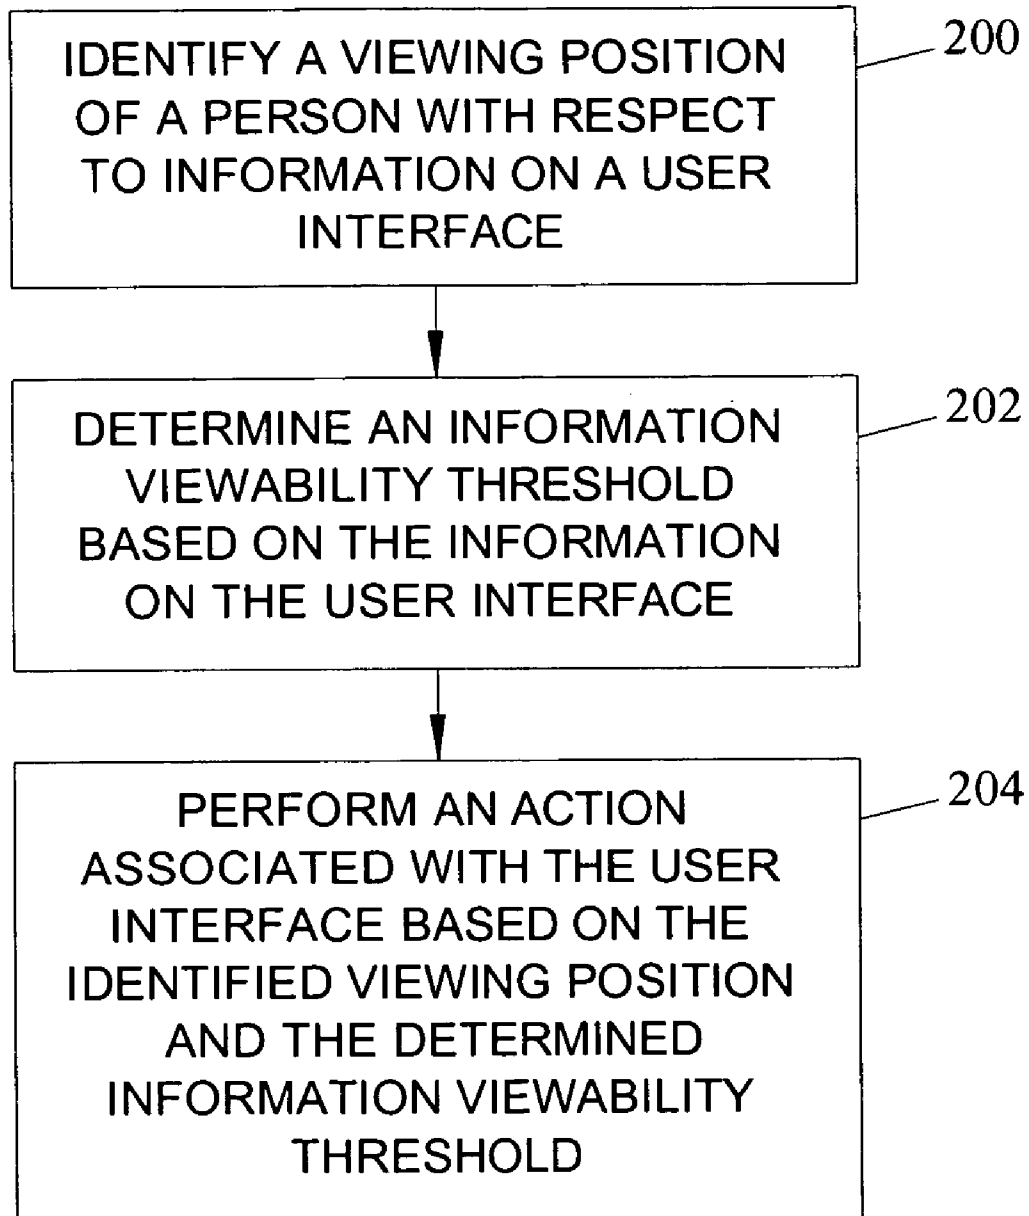 IDENTIFY A VIEWING POSITION
OF A PERSON WITH RESPECT
TO INFORMATION ON A USER
INTERFACE
200
DETERMINE AN INFORMATION
VIEWABILITY THRESHOLD
BASED ON THE INFORMATION
ON THE USER INTERFACE
202
PERFORM AN ACTION
ASSOCIATED WITH THE USER
INTERFACE BASED ON THE
IDENTIFIED VIEWING POSITION
AND THE DETERMINED
INFORMATION VIEWABILITY
THRESHOLD
204